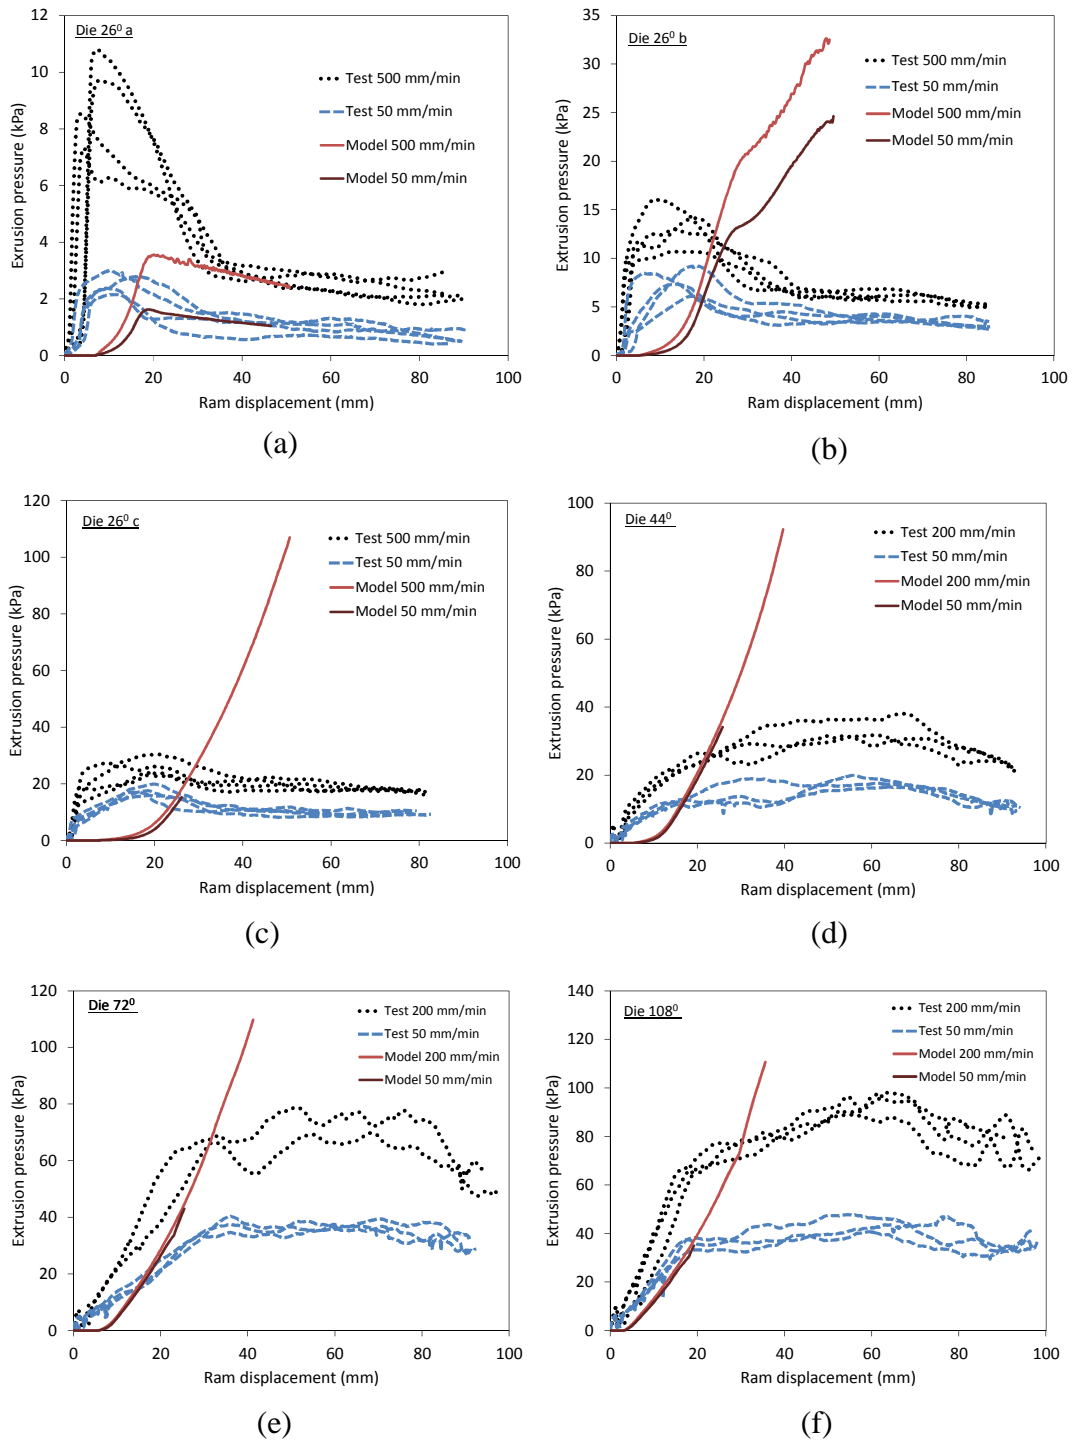 Die 26⁰ a
Extrusion pressure (kPa)
12
10
8
6
4
2
0
0 20 40 60 80 100
Ram displacement (mm)
Test 500 mm/min
Test 50 mm/min
Model 500 mm/min
Model 50 mm/min
(a)
Die 26⁰ b
Extrusion pressure (kPa)
35
30
25
20
15
10
5
0
0 20 40 60 80 100
Ram displacement (mm)
Test 500 mm/min
Test 50 mm/min
Model 500 mm/min
Model 50 mm/min
(b)
Die 26⁰ c
Extrusion pressure (kPa)
120
100
80
60
40
20
0
0 20 40 60 80 100
Ram displacement (mm)
Test 500 mm/min
Test 50 mm/min
Model 500 mm/min
Model 50 mm/min
(c)
Die 44⁰
Extrusion pressure (kPa)
100
80
60
40
20
0
0 20 40 60 80 100
Ram displacement (mm)
Test 200 mm/min
Test 50 mm/min
Model 200 mm/min
Model 50 mm/min
(d)
Die 72⁰
Extrusion pressure (kPa)
120
100
80
60
40
20
0
0 20 40 60 80 100
Ram displacement (mm)
Test 200 mm/min
Test 50 mm/min
Model 200 mm/min
Model 50 mm/min
(e)
Die 108⁰
Extrusion pressure (kPa)
140
120
100
80
60
40
20
0
0 20 40 60 80 100
Ram displacement (mm)
Test 200 mm/min
Test 50 mm/min
Model 200 mm/min
Model 50 mm/min
(f)